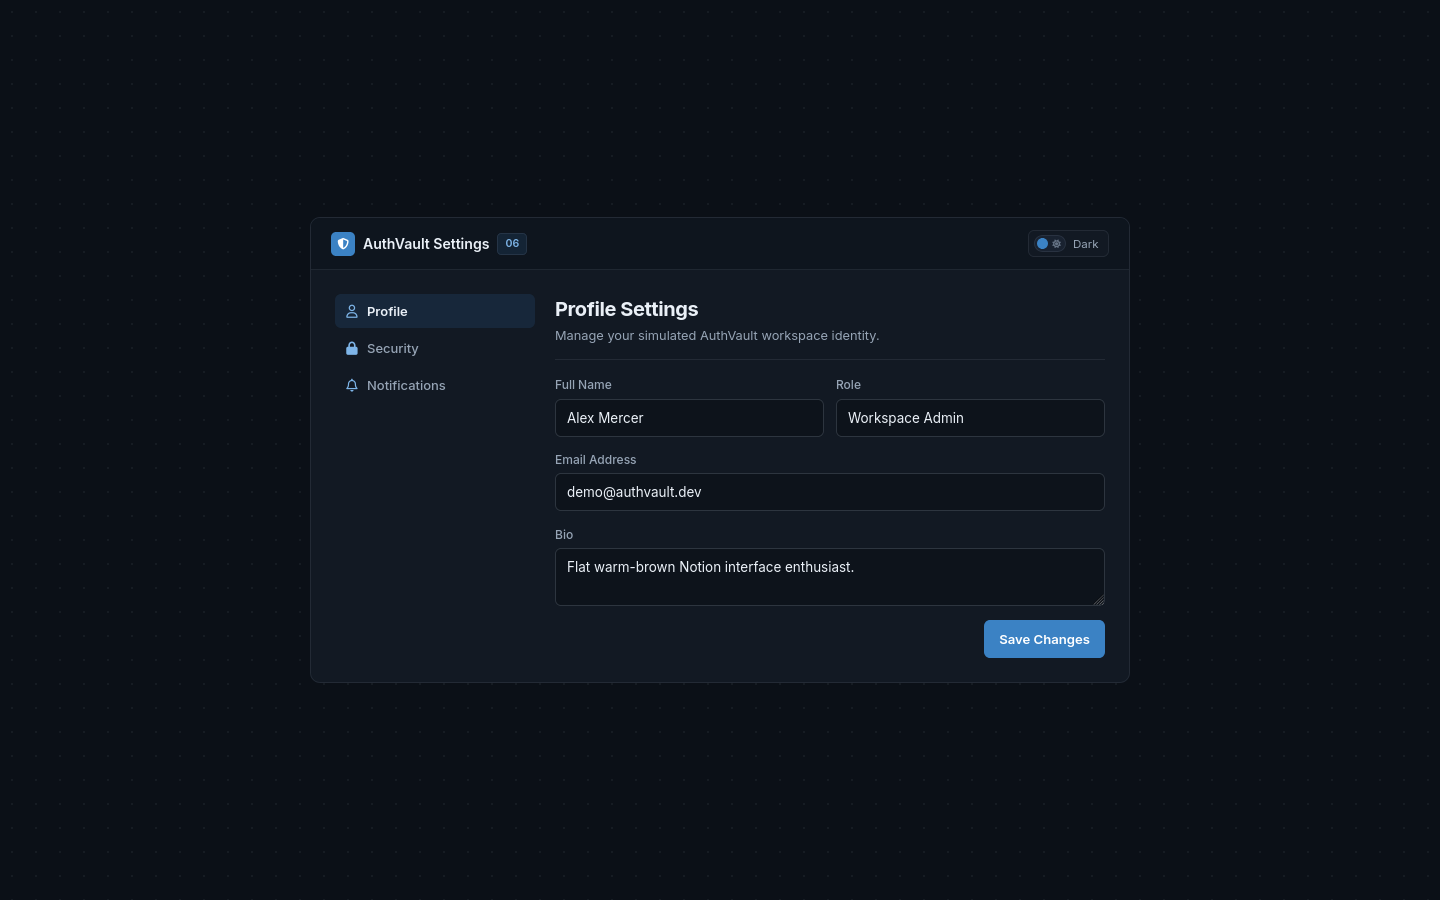 AuthVault Settings 06
Dark
Profile
Security
Notifications
Profile Settings
Manage your simulated AuthVault workspace identity.
Full Name
Role
Alex Mercer
Workspace Admin
Email Address
demo@authvault.dev
Bio
Flat warm-brown Notion interface enthusiast.
Save Changes